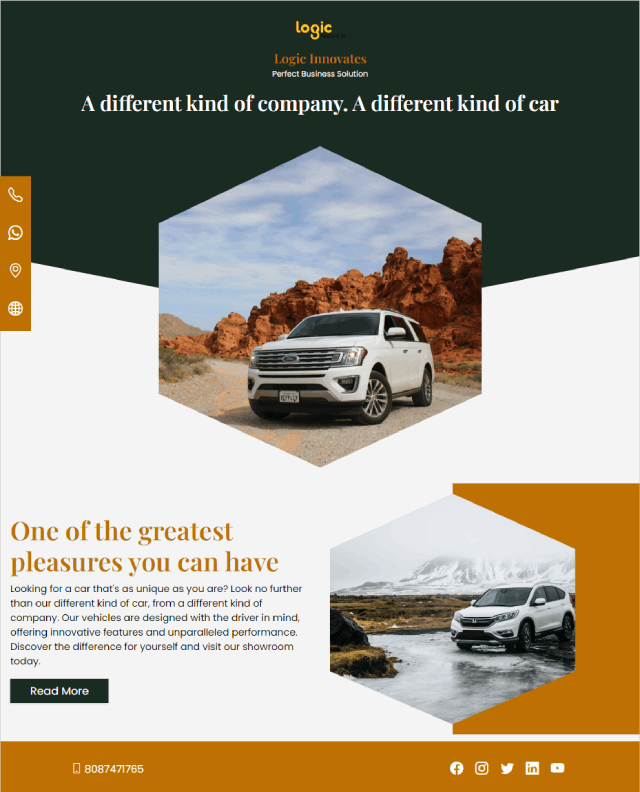 logic
Logic Innovates
Perfect Business Solution
A different kind of company. A different kind of car
One of the greatest
pleasures you can have
Looking for a car that's as unique as you are? Look no further
than our different kind of car, from a different kind of
company. Our vehicles are designed with the driver in mind,
offering innovative features and unparalleled performance.
Discover the difference for yourself and visit our showroom
today.
Read More
8087471765